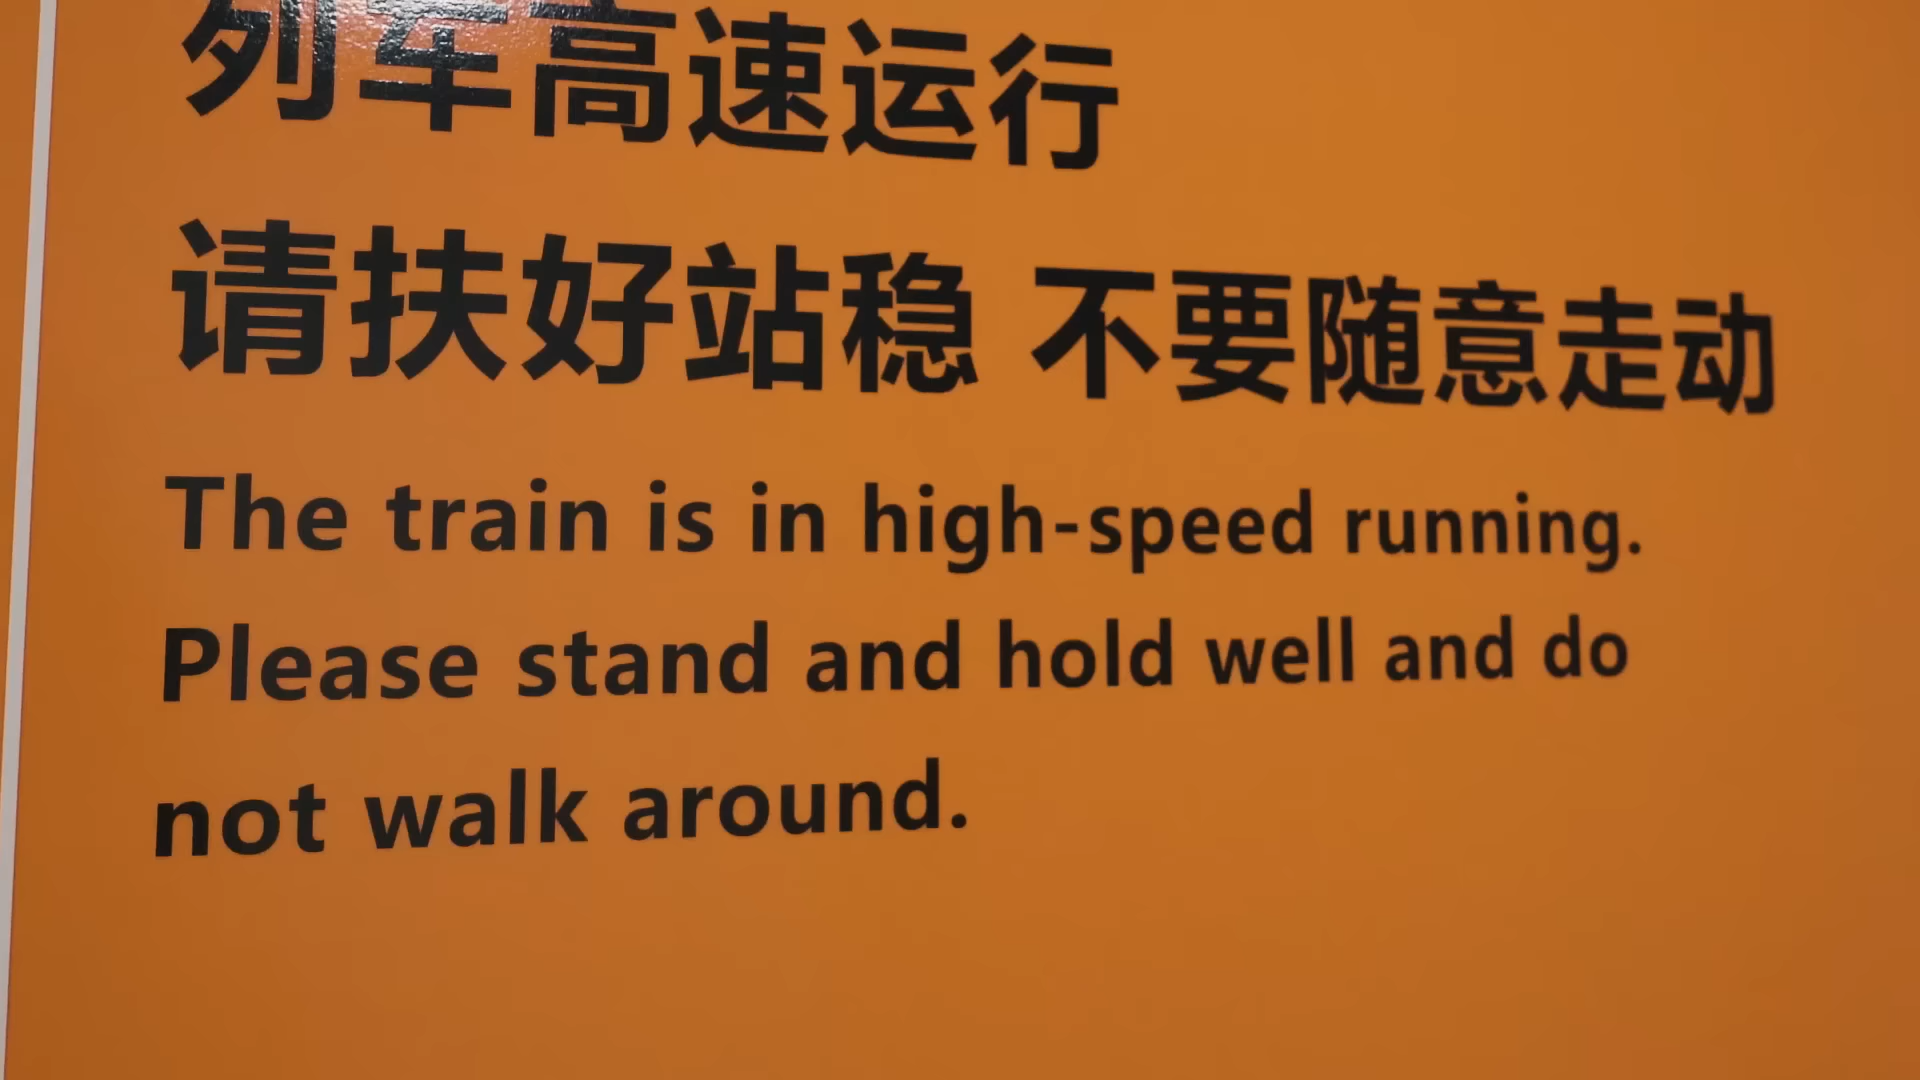 列车高速运行
请扶好站稳 不要随意走动
The train is in high-speed running.
Please stand and hold well and do
not walk around.